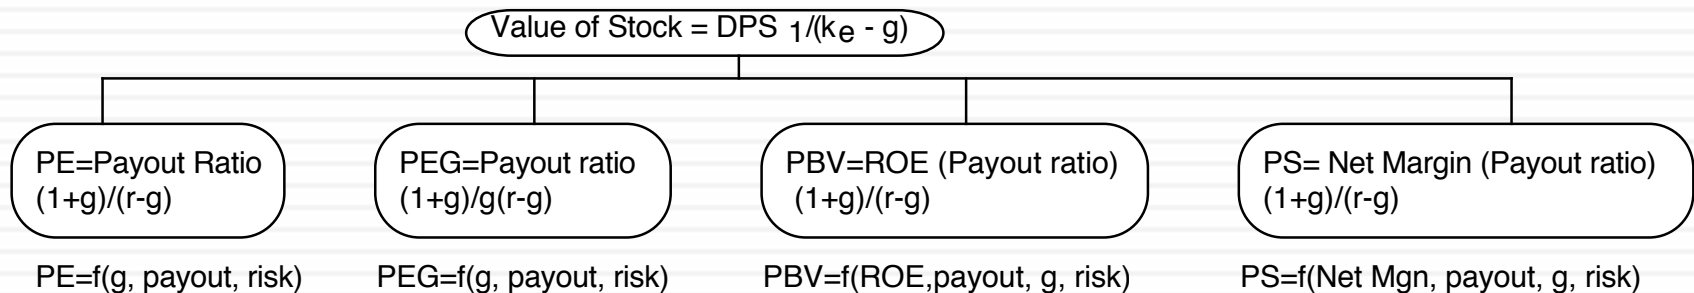 Value of Stock = DPS 1/(ke - g)
PE=Payout Ratio
(1+g)/(r-g)
PEG=Payout ratio
(1+g)/g(r-g)
PBV=ROE (Payout ratio)
(1+g)/(r-g)
PS= Net Margin (Payout ratio)
(1+g)/(r-g)
PE=f(g, payout, risk)
PEG=f(g, payout, risk)
PBV=f(ROE,payout, g, risk)
PS=f(Net Mgn, payout, g, risk)